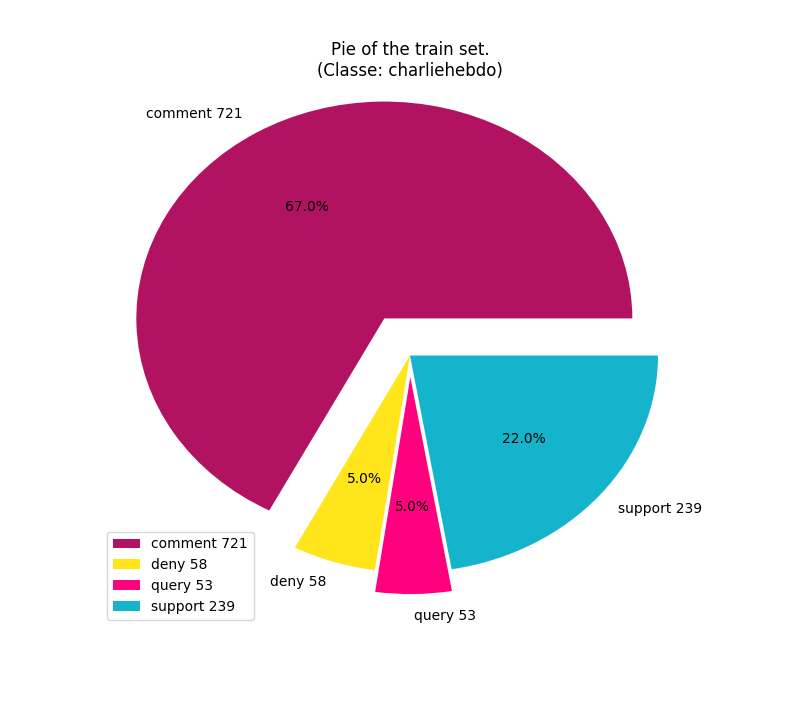 Pie of the train set.
(Classe: charliehebdo)
comment 721
67.0%
22.0%
5.0%
5.0%
support 239
deny 58
query 53
comment 721
deny 58
query 53
support 239